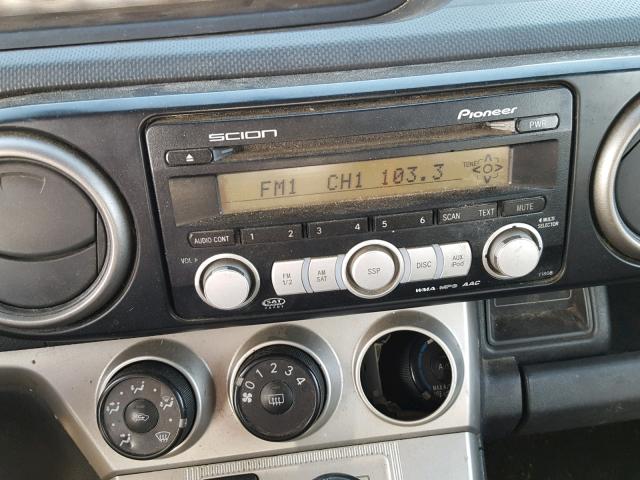 SCION
Pioneer
PWR
FM1 CH1 103.3
AUDIO CONT 1 2 3 4 5 6 SCAN TEXT MUTE
VOL
MULTI SELECTOR
FM 1/2 AM SAT SSP DISC AUX iPod
SAT
WMA MP3 AAC
0 1 2 3 4
MAX A/C